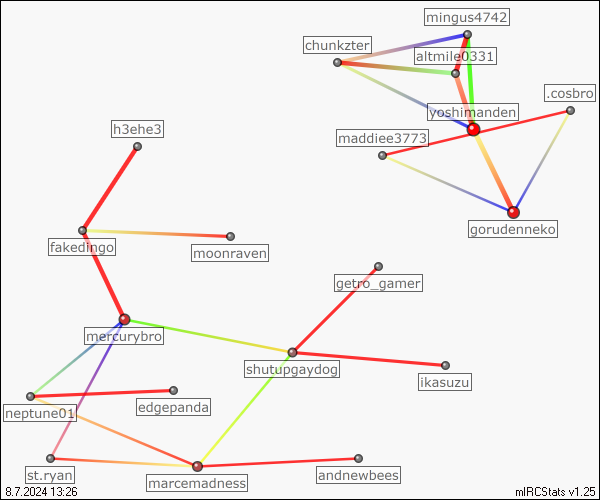 mingus4742
chunkzter
altmile0331
.cosbro
yoshimanden
h3ehe3
maddiee3773
gorudenneko
fakedingo
moonraven
getro_gamer
mercurybro
shutupgaydog
ikasuzu
edgepanda
neptune01
st.ryan
andnewbees
marcemadness
8.7.2024 13:26
mIRCStats v1.25